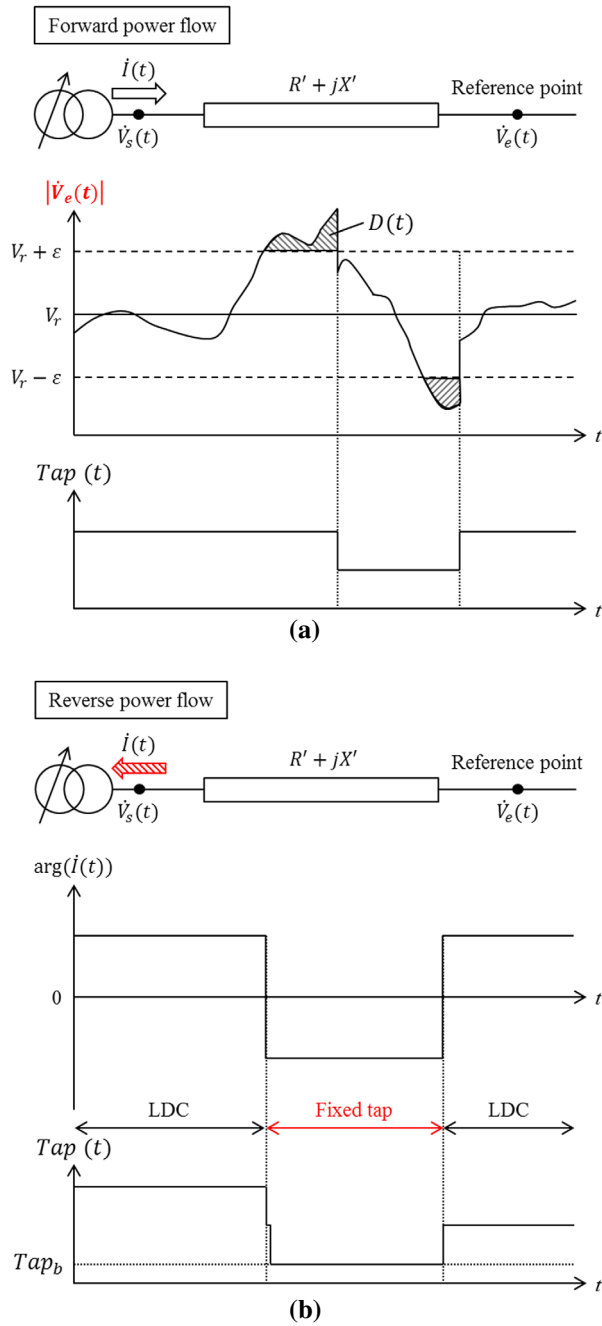 Forward power flow
İ(t)
R′ + jX′
Reference point
V̇ₛ(t)
V̇ₑ(t)
|V̇ₑ(t)|
D(t)
Vᵣ + ε
Vᵣ
Vᵣ − ε
t
Tap (t)
t
(a)
Reverse power flow
İ(t)
R′ + jX′
Reference point
V̇ₛ(t)
V̇ₑ(t)
arg(İ(t))
0
t
LDC
Fixed tap
LDC
Tap (t)
Tap_b
t
(b)